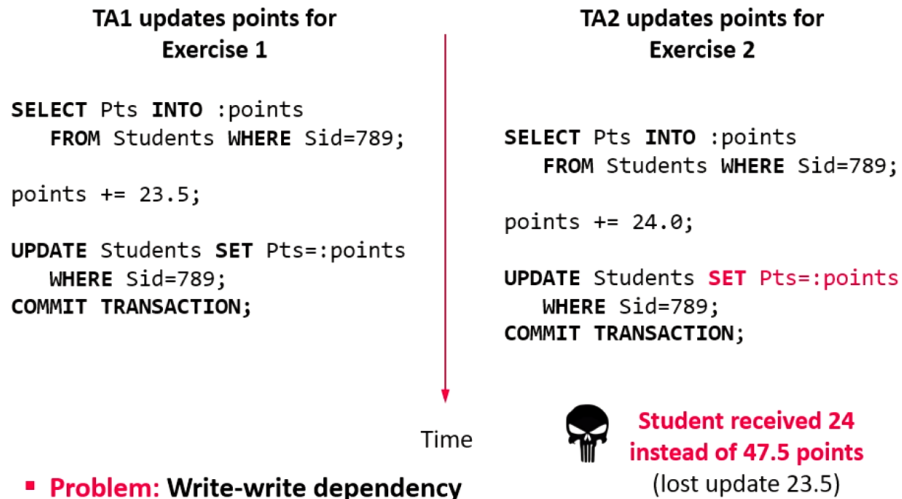 TA1 updates points for
Exercise 1
SELECT Pts INTO :points
FROM Students WHERE Sid=789;
points += 23.5;
UPDATE Students SET Pts=:points
WHERE Sid=789;
COMMIT TRANSACTION;
TA2 updates points for
Exercise 2
SELECT Pts INTO :points
FROM Students WHERE Sid=789;
points += 24.0;
UPDATE Students SET Pts=:points
WHERE Sid=789;
COMMIT TRANSACTION;
Time
Student received 24
instead of 47.5 points
(lost update 23.5)
▪ Problem: Write-write dependency